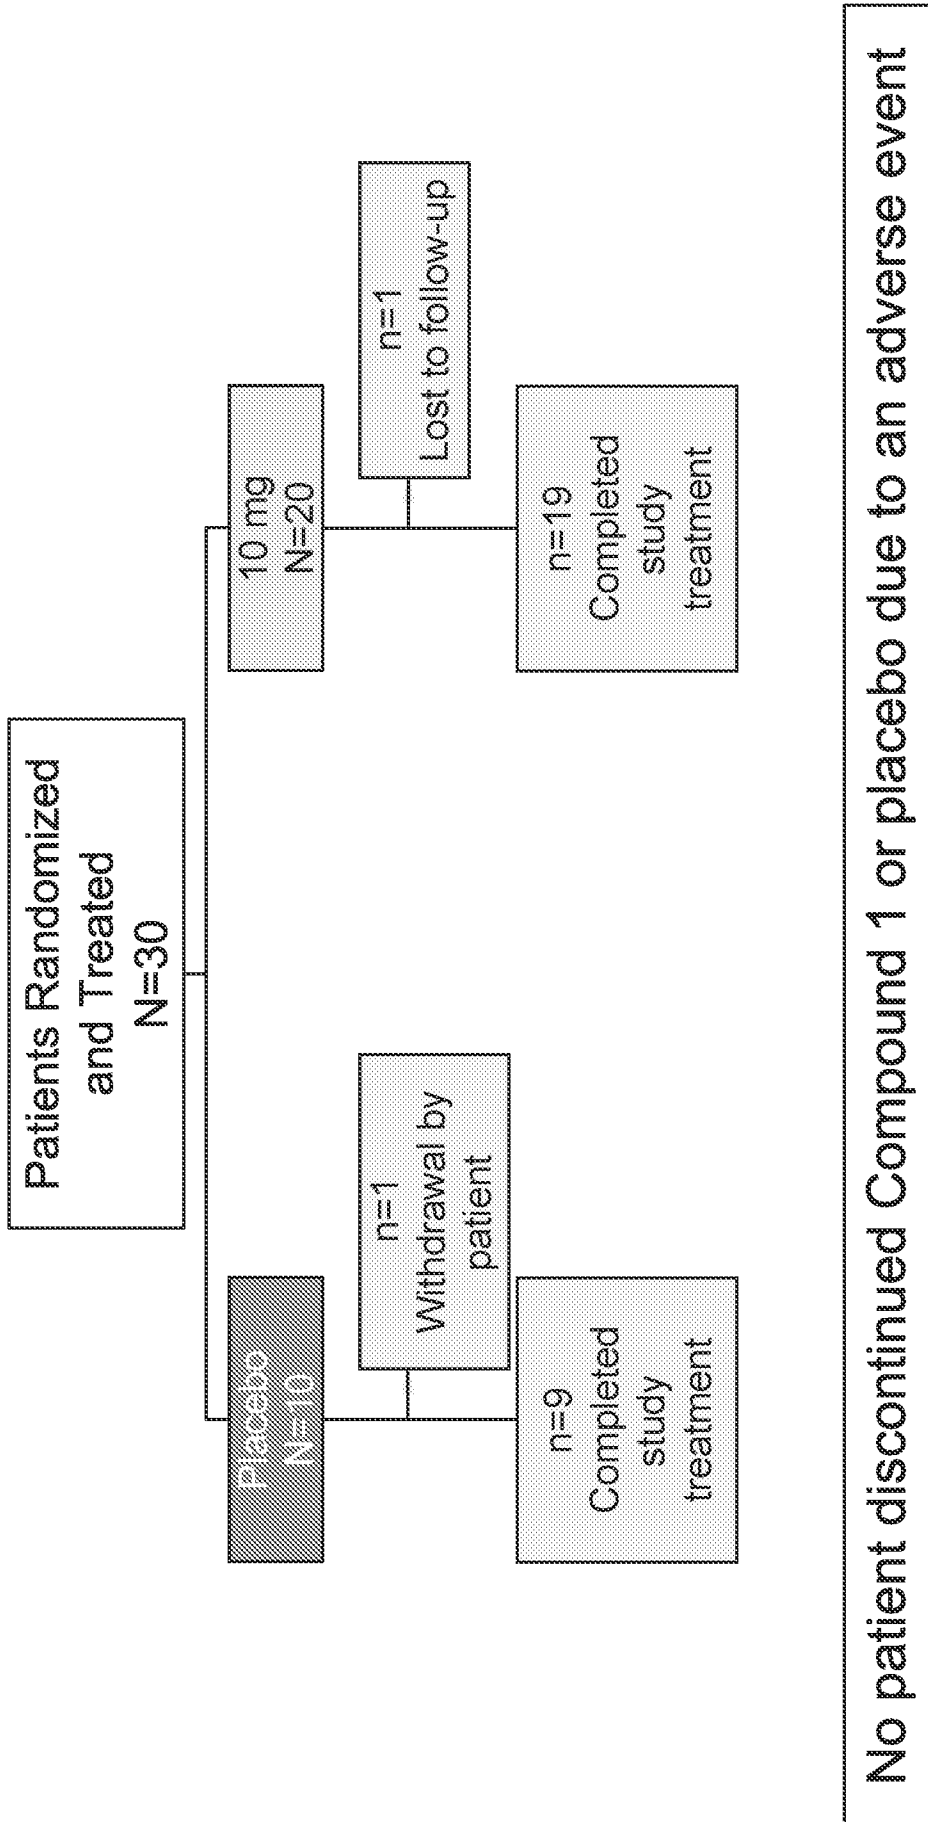 Patients Randomized
and Treated
N=30
Placebo
N=10
10 mg
N=20
n=1
Withdrawal by
patient
n=1
Lost to follow-up
n=9
Completed
study
treatment
n=19
Completed
study
treatment
No patient discontinued Compound 1 or placebo due to an adverse event